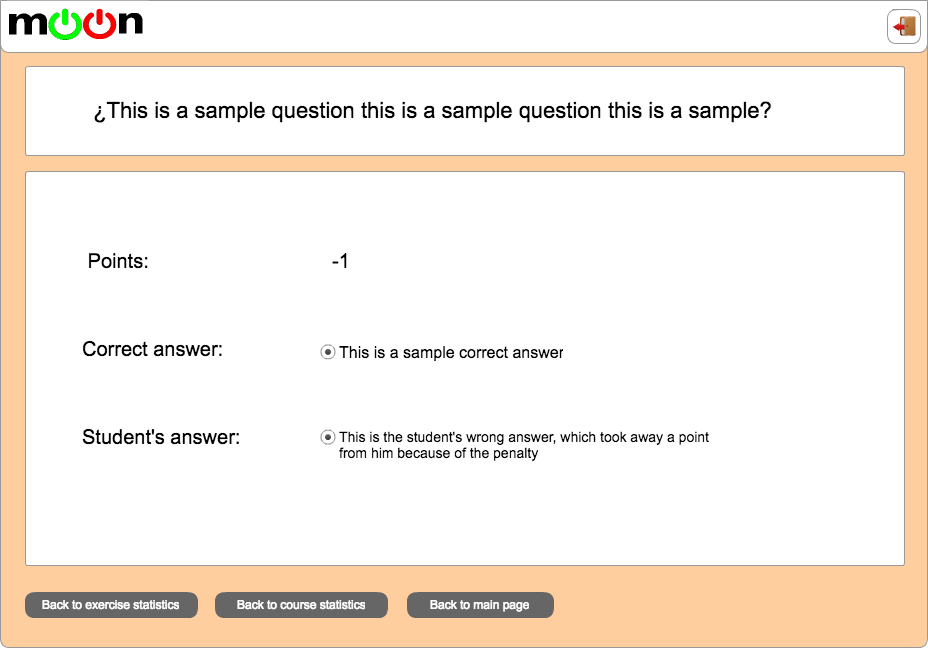 moon
¿This is a sample question this is a sample question this is a sample?
Points: -1
Correct answer: This is a sample correct answer
Student's answer: This is the student's wrong answer, which took away a point
from him because of the penalty
Back to exercise statistics Back to course statistics Back to main page